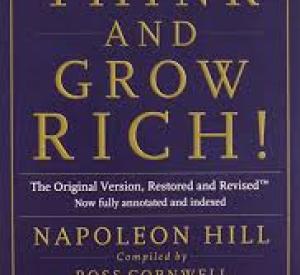 THINK
AND
GROW
RICH!
The Original Version, Restored and Revised™
Now fully annotated and indexed
NAPOLEON HILL
Compiled by
ROSS CORNWELL